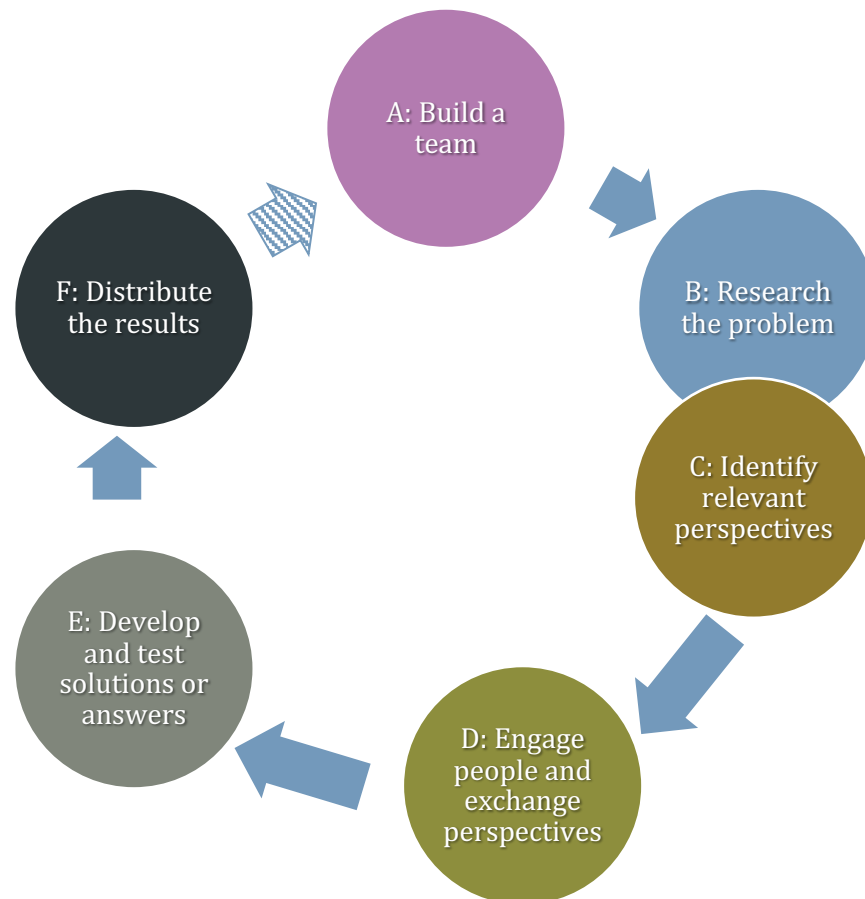 A: Build a
team
B: Research
the problem
C: Identify
relevant
perspectives
D: Engage
people and
exchange
perspectives
E: Develop
and test
solutions or
answers
F: Distribute
the results